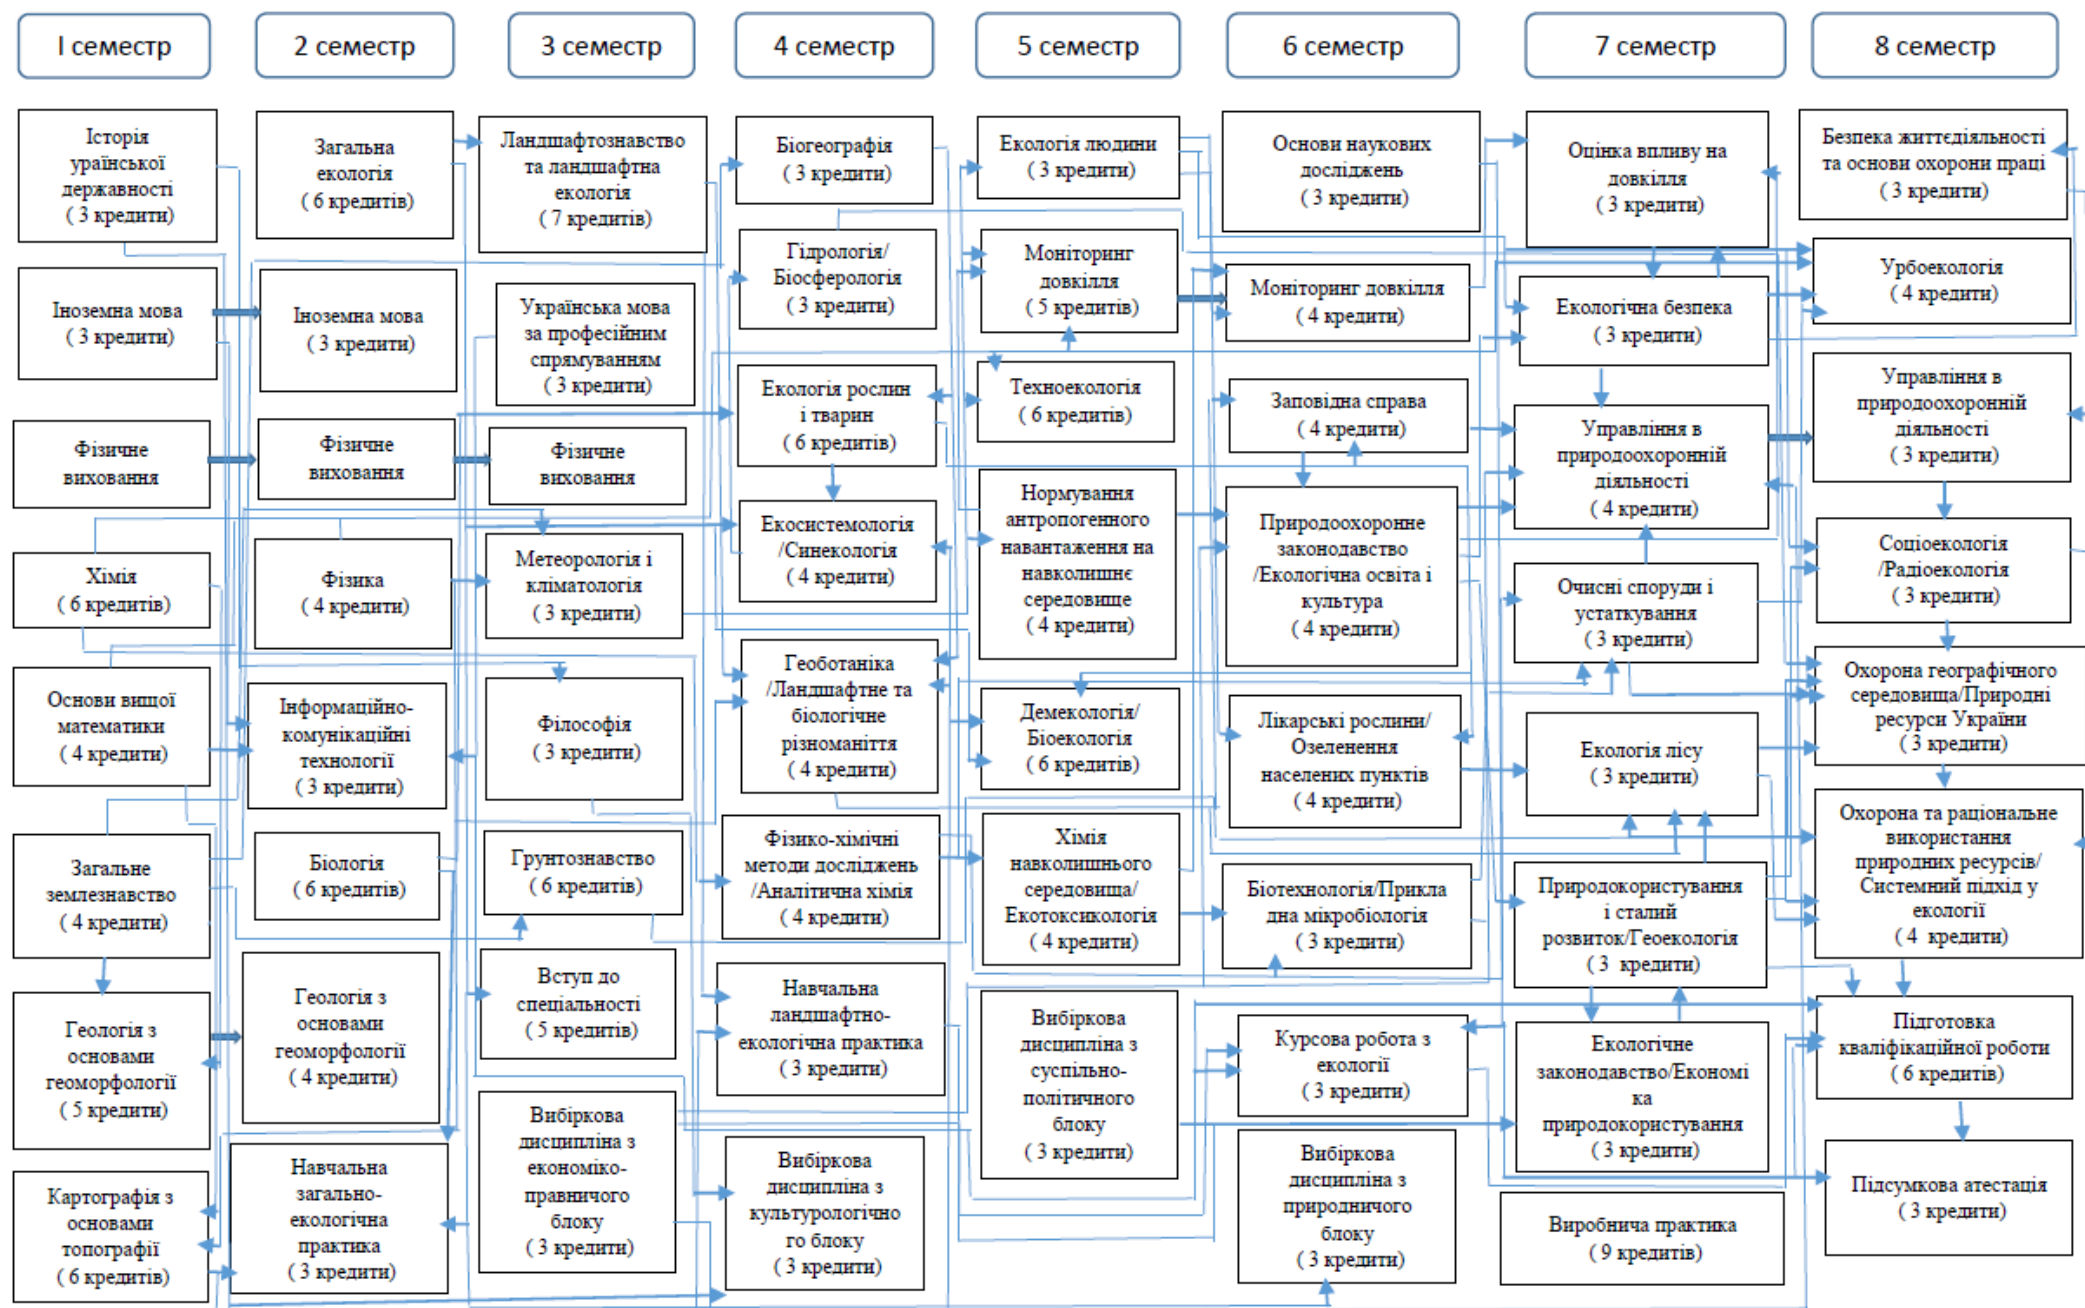 I семестр
2 семестр
3 семестр
4 семестр
5 семестр
6 семестр
7 семестр
8 семестр
Історія
ураїнської
державності
( 3 кредити)
Іноземна мова
( 3 кредити)
Фізичне
виховання
Хімія
( 6 кредитів)
Основи вищої
математики
( 4 кредити)
Загальне
землезнавство
( 4 кредити)
Геологія з
основами
геоморфології
( 5 кредити)
Картографія з
основами
топографії
( 6 кредитів)
Загальна
екологія
( 6 кредитів)
Іноземна мова
( 3 кредити)
Фізичне
виховання
Фізика
( 4 кредити)
Інформаційно-
комунікаційні
технології
( 3 кредити)
Біологія
( 6 кредитів)
Геологія з
основами
геоморфології
( 4 кредити)
Навчальна
загально-
екологічна
практика
( 3 кредити)
Ландшафтознавство
та ландшафтна
екологія
( 7 кредитів)
Українська мова
за професійним
спрямуванням
( 3 кредити)
Фізичне
виховання
Метеорологія і
кліматологія
( 3 кредити)
Філософія
( 3 кредити)
Грунтознавство
( 6 кредитів)
Вступ до
спеціальності
( 5 кредитів)
Вибіркова
дисципліна з
економіко-
правничого
блоку
( 3 кредити)
Біогеографія
( 3 кредити)
Гідрологія/
Біосферологія
( 3 кредити)
Екологія рослин
і тварин
( 6 кредитів)
Екосистемологія
/Синекологія
( 4 кредити)
Геоботаніка
/Ландшафтне та
біологічне
різноманіття
( 4 кредити)
Фізико-хімічні
методи досліджень
/Аналітична хімія
( 4 кредити)
Навчальна
ландшафтно-
екологічна практика
( 3 кредити)
Вибіркова
дисципліна з
культурологічно
го блоку
( 3 кредити)
Екологія людини
( 3 кредити)
Моніторинг
довкілля
( 5 кредитів)
Техноекологія
( 6 кредитів)
Нормування
антропогенного
навантаження на
навколишнє
середовище
( 4 кредити)
Демекологія/
Біоекологія
( 6 кредитів)
Хімія
навколишнього
середовища/
Екотоксикологія
( 4 кредити)
Вибіркова
дисципліна з
суспільно-
політичного
блоку
( 3 кредити)
Основи наукових
досліджень
( 3 кредити)
Моніторинг довкілля
( 4 кредити)
Заповідна справа
( 4 кредити)
Природоохоронне
законодавство
/Екологічна освіта і
культура
( 4 кредити)
Лікарські рослини/
Озеленення
населених пунктів
( 4 кредити)
Біотехнологія/Прикла
дна мікробіологія
( 3 кредити)
Курсова робота з
екології
( 3 кредити)
Вибіркова
дисципліна з
природничого
блоку
( 3 кредити)
Оцінка впливу на
довкілля
( 3 кредити)
Екологічна безпека
( 3 кредити)
Управління в
природоохоронній
діяльності
( 4 кредити)
Очисні споруди і
устаткування
( 3 кредити)
Екологія лісу
( 3 кредити)
Природокористування
і сталий
розвиток/Геоекологія
( 3 кредити)
Екологічне
законодавство/Економі
ка
природокористування
( 3 кредити)
Виробнича практика
( 9 кредитів)
Безпека життєдіяльності
та основи охорони праці
( 3 кредити)
Урбоекологія
( 4 кредити)
Управління в
природоохоронній
діяльності
( 3 кредити)
Соціоекологія
/Радіоекологія
( 3 кредити)
Охорона географічного
середовища/Природні
ресурси України
( 3 кредити)
Охорона та раціональне
використання
природних ресурсів/
Системний підхід у
екології
( 4 кредити)
Підготовка
кваліфікаційної роботи
( 6 кредитів)
Підсумкова атестація
( 3 кредити)